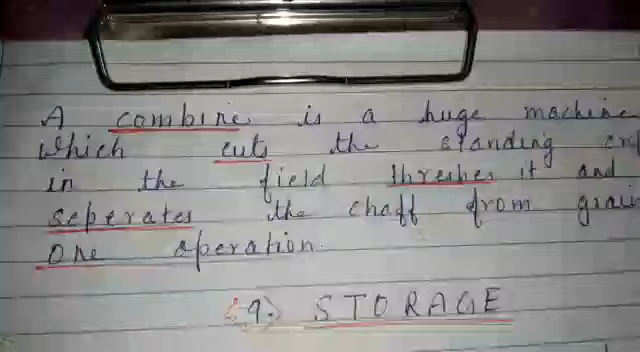 A combine is a huge machine
which cuts the standing
in the field threshes it and
seperates the chaff from grain
one operation.
(9.) STORAGE